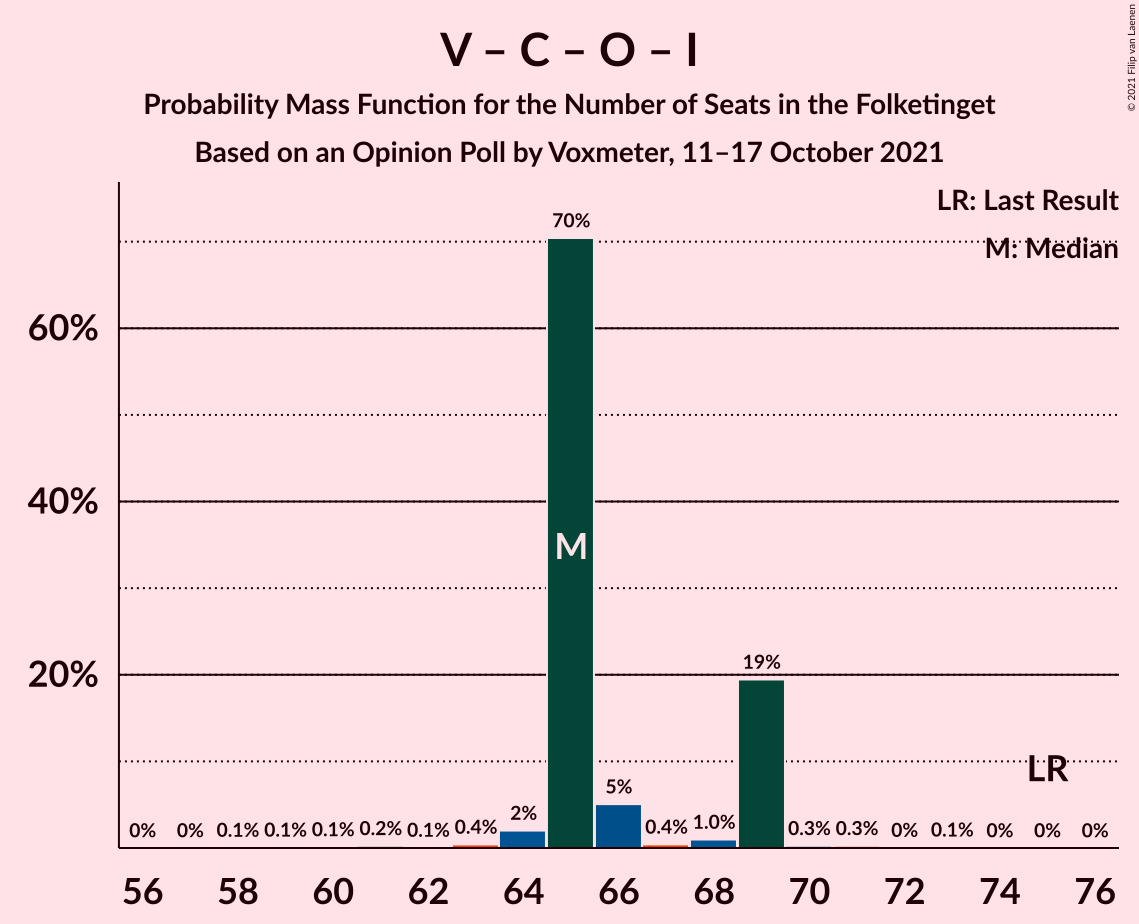 V – C – O – I
Probability Mass Function for the Number of Seats in the Folketinget
Based on an Opinion Poll by Voxmeter, 11–17 October 2021
© 2021 Filip van Laenen
LR: Last Result
M: Median
60%
40%
20%
0% 0% 0.1% 0.1% 0.1% 0.2% 0.1% 0.4% 2% 70% 5% 0.4% 1.0% 19% 0.3% 0.3% 0% 0.1% 0% 0% 0%
M
LR
56 58 60 62 64 66 68 70 72 74 76